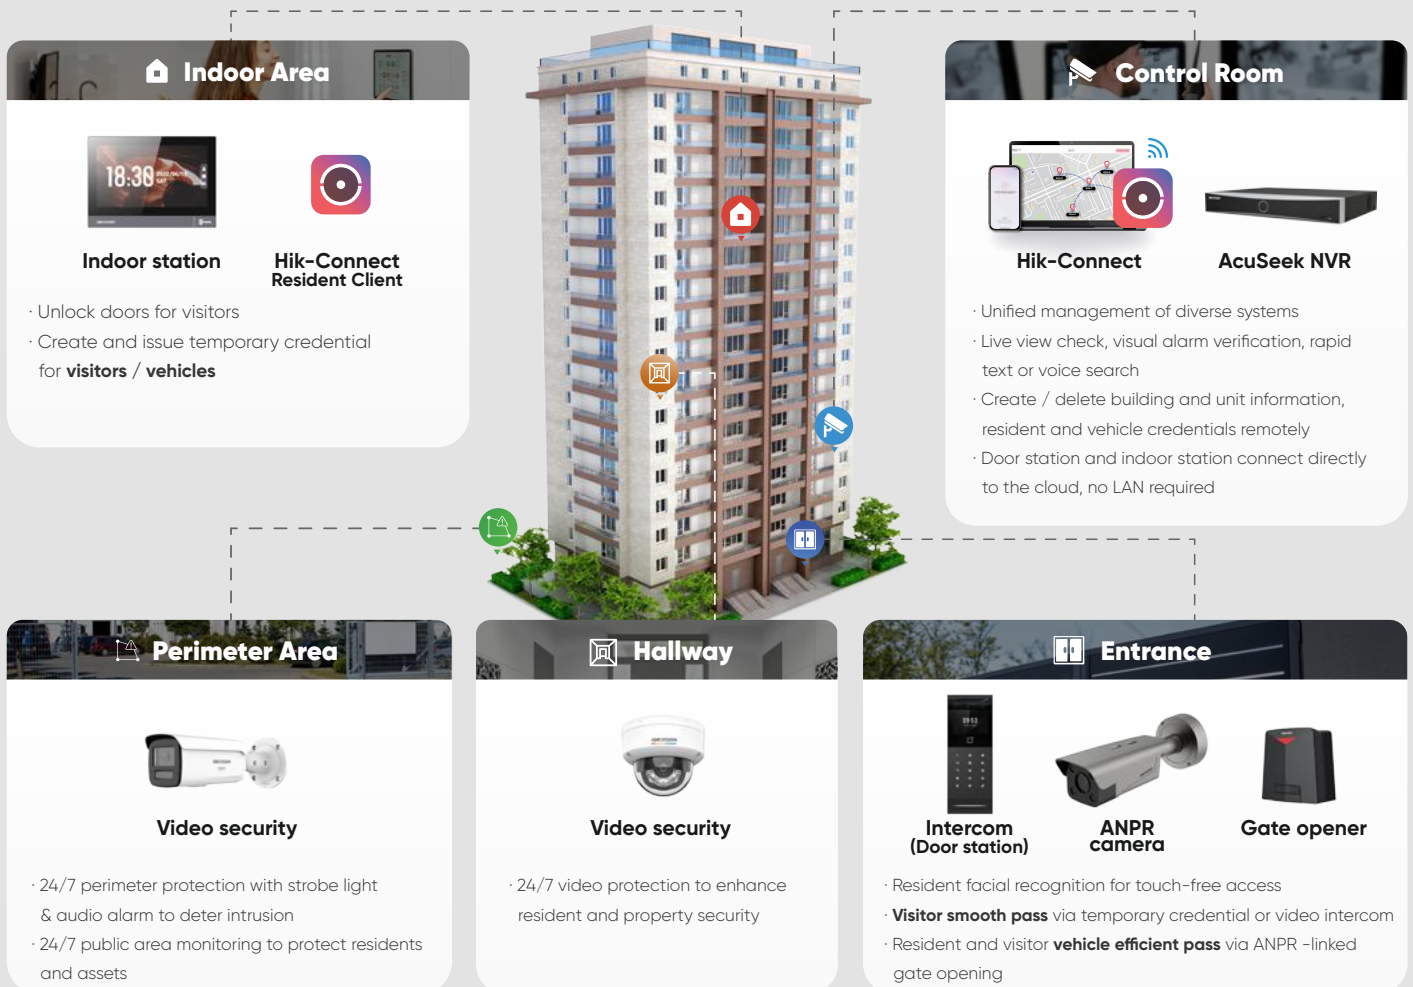 Indoor Area
18:30
Indoor station
Hik-Connect
Resident Client
· Unlock doors for visitors
· Create and issue temporary credential
for visitors / vehicles
Control Room
Hik-Connect
AcuSeek NVR
· Unified management of diverse systems
· Live view check, visual alarm verification, rapid
text or voice search
· Create / delete building and unit information,
resident and vehicle credentials remotely
· Door station and indoor station connect directly
to the cloud, no LAN required
Perimeter Area
Video security
· 24/7 perimeter protection with strobe light
& audio alarm to deter intrusion
· 24/7 public area monitoring to protect residents
and assets
Hallway
Video security
· 24/7 video protection to enhance
resident and property security
Entrance
09:53
Intercom
(Door station)
ANPR
camera
Gate opener
· Resident facial recognition for touch-free access
· Visitor smooth pass via temporary credential or video intercom
· Resident and visitor vehicle efficient pass via ANPR -linked
gate opening